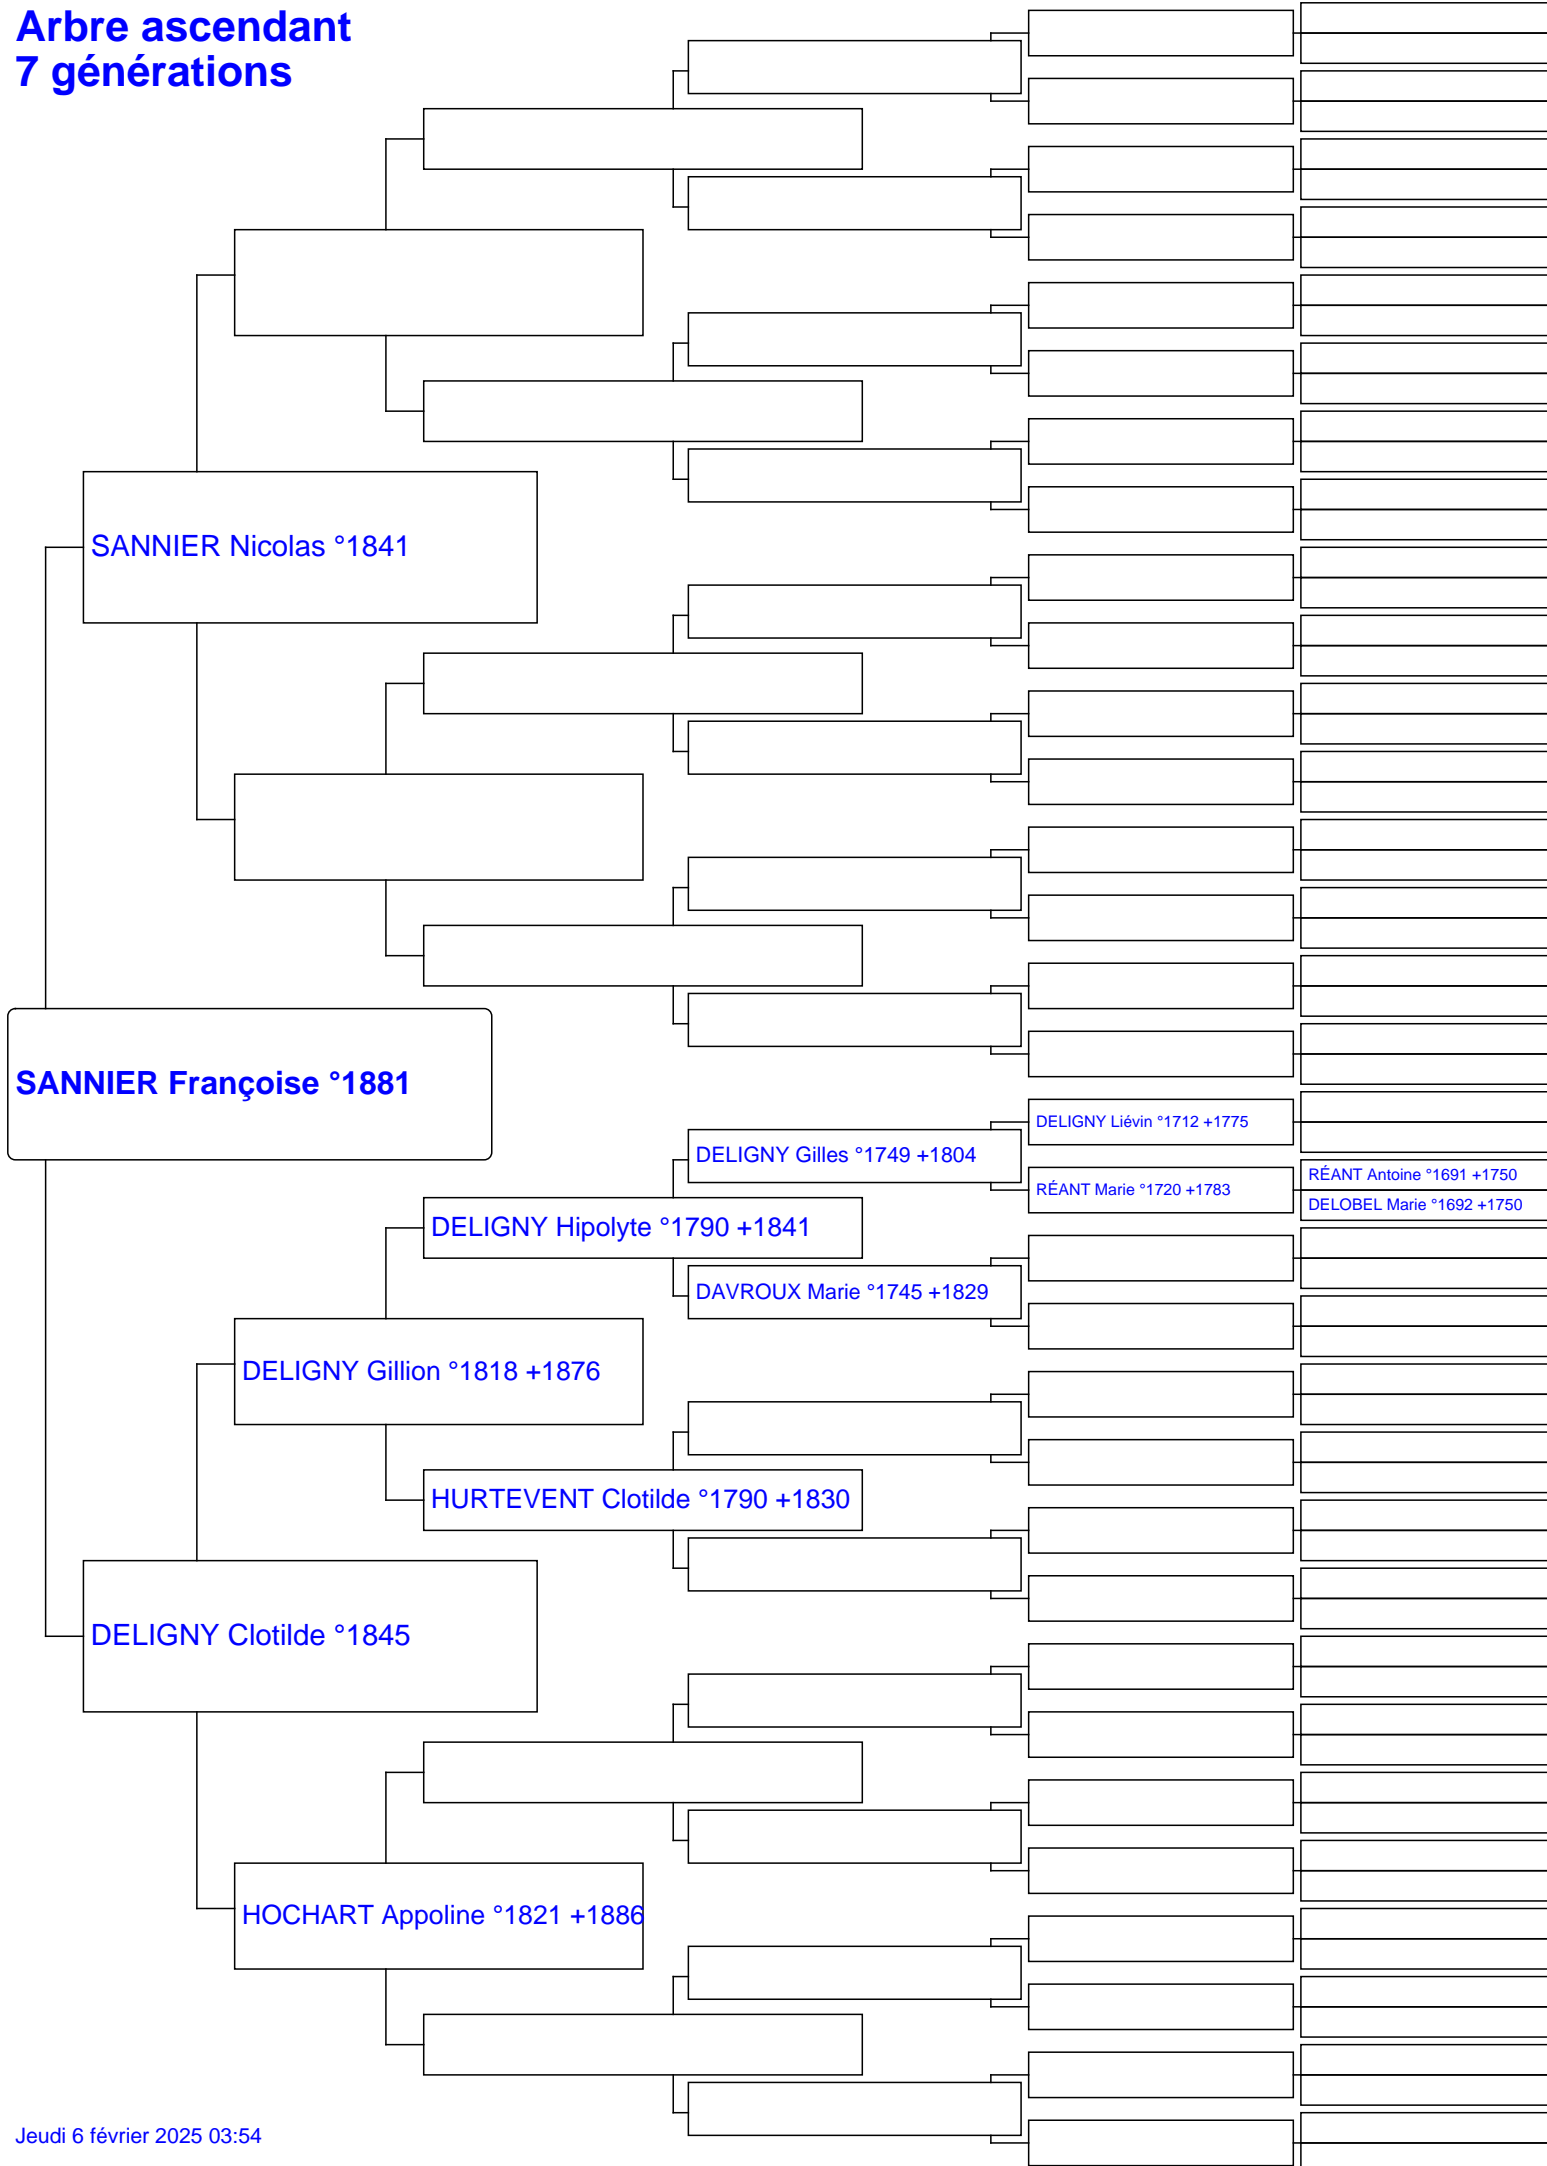 Arbre ascendant
7 générations
SANNIER Nicolas °1841
SANNIER Françoise °1881
DELIGNY Liévin °1712 +1775
DELIGNY Gilles °1749 +1804
RÉANT Antoine °1691 +1750
RÉANT Marie °1720 +1783
DELOBEL Marie °1692 +1750
DELIGNY Hipolyte °1790 +1841
DAVROUX Marie °1745 +1829
DELIGNY Gillion °1818 +1876
HURTEVENT Clotilde °1790 +1830
DELIGNY Clotilde °1845
HOCHART Appoline °1821 +1886
Jeudi 6 février 2025 03:54